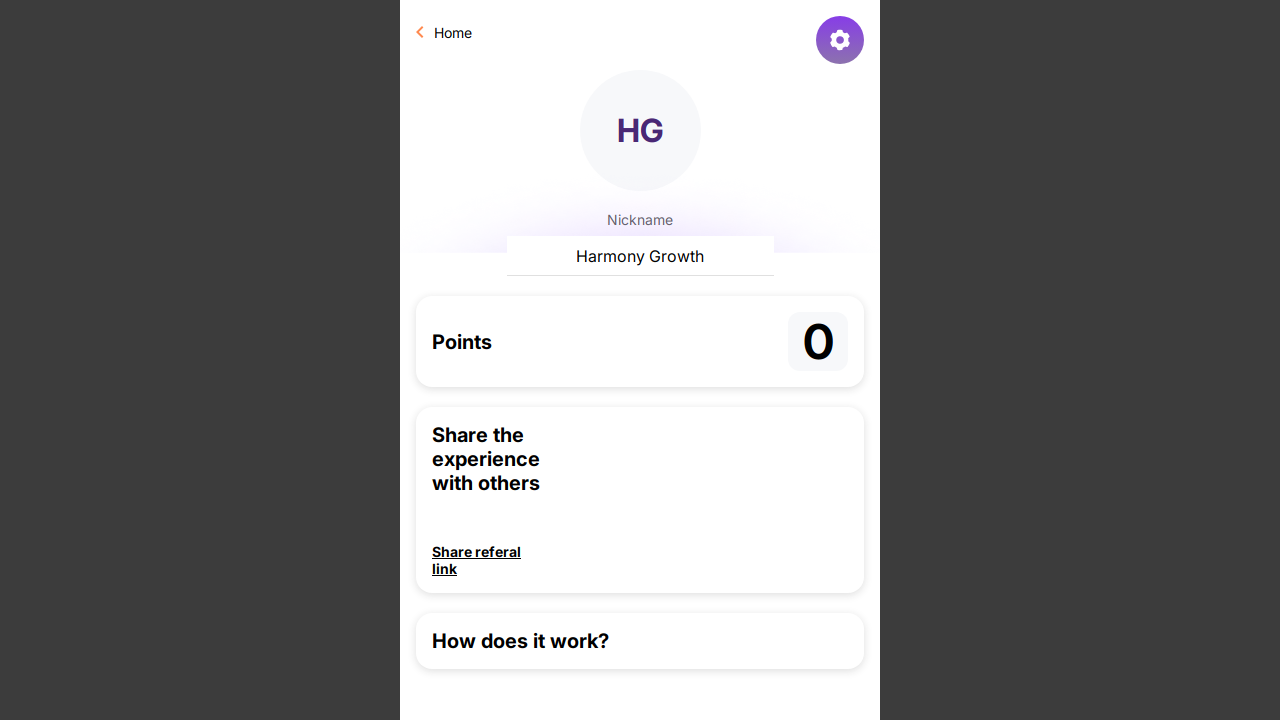 Home
HG
Nickname
Harmony Growth
Points
0
Share the
experience
with others
Share referal
link
How does it work?